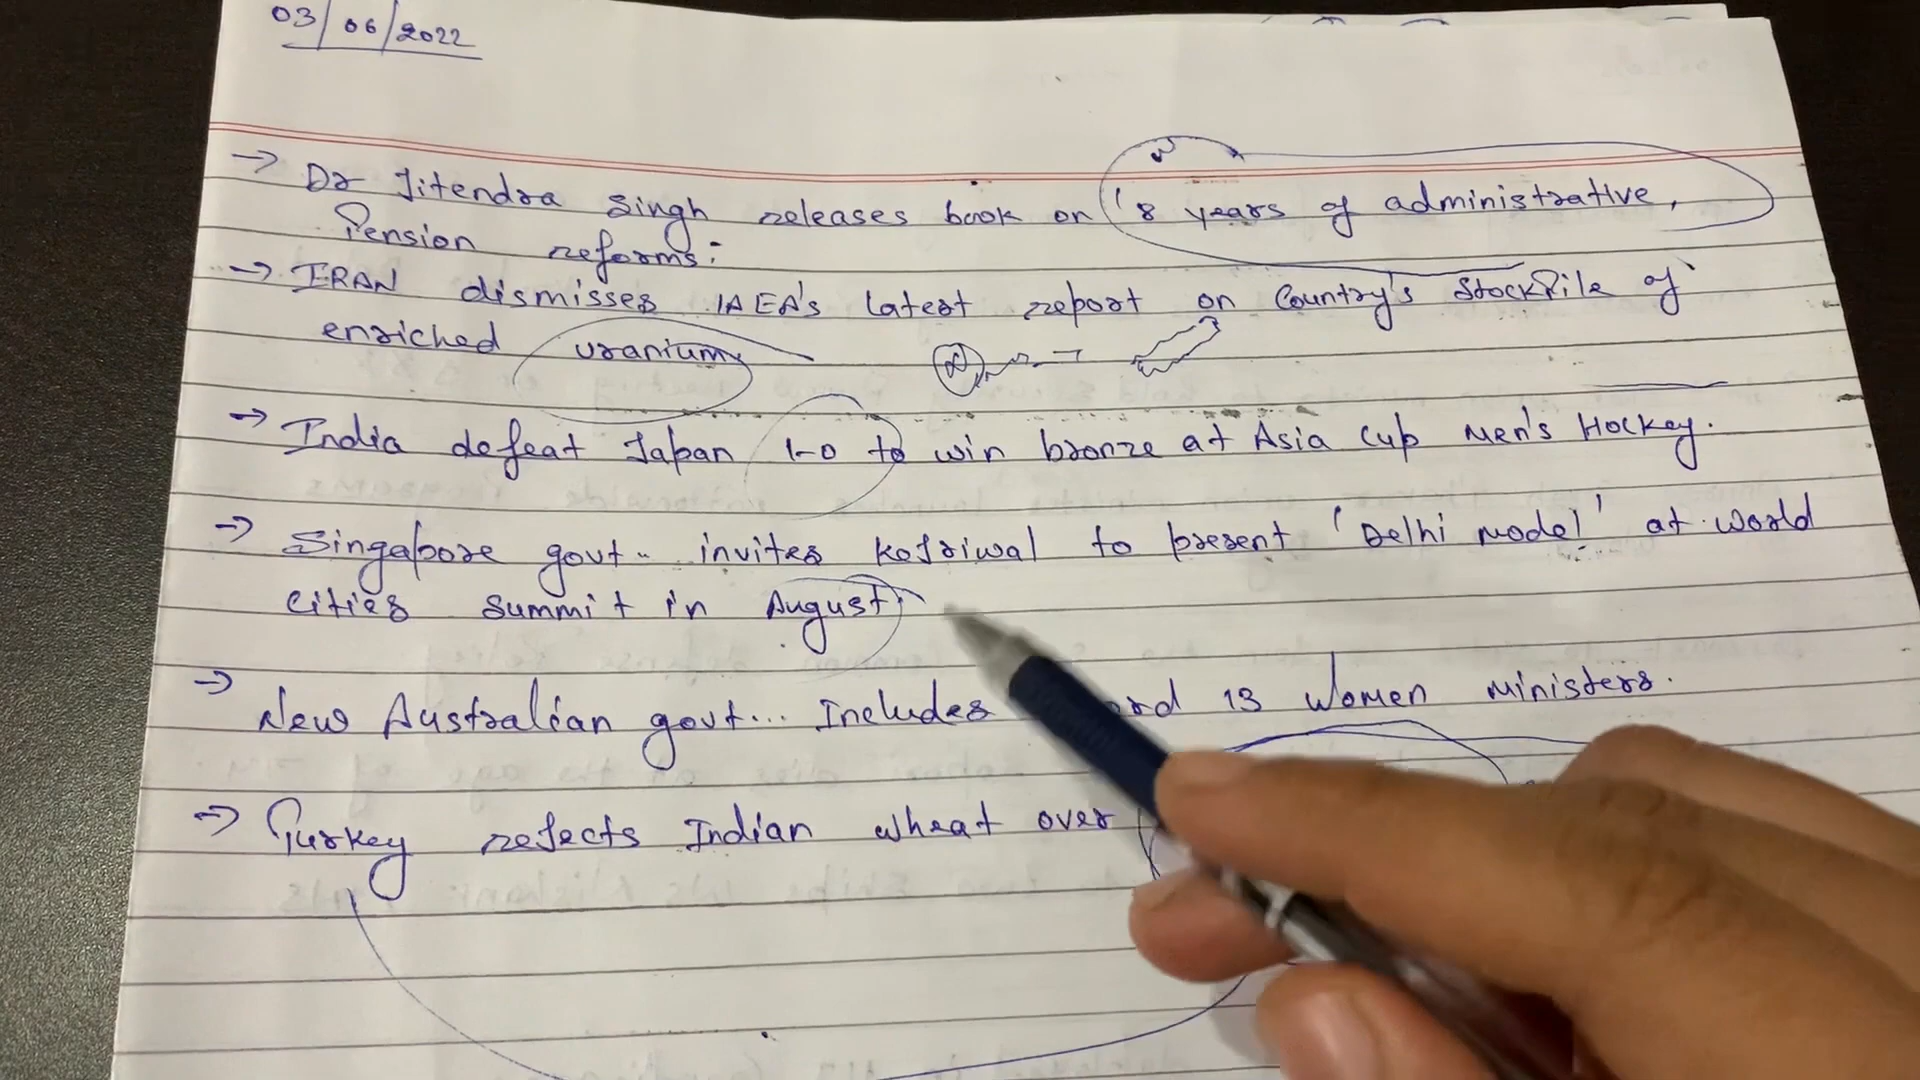 03/06/2022
→ Dr Jitendra Singh releases book on '8 years of administrative,
Pension reforms:
→ IRAN dismisses IAEA's latest report on Country's StockPile of
enriched uranium
→ India defeat Japan 1-0 to win bronze at Asia Cup Men's Hockey.
→ Singapore govt. invites kejriwal to present 'Delhi model' at world
cities summit in August
→ New Australian govt... Includes 13 Women ministers.
→ Turkey rejects Indian wheat over